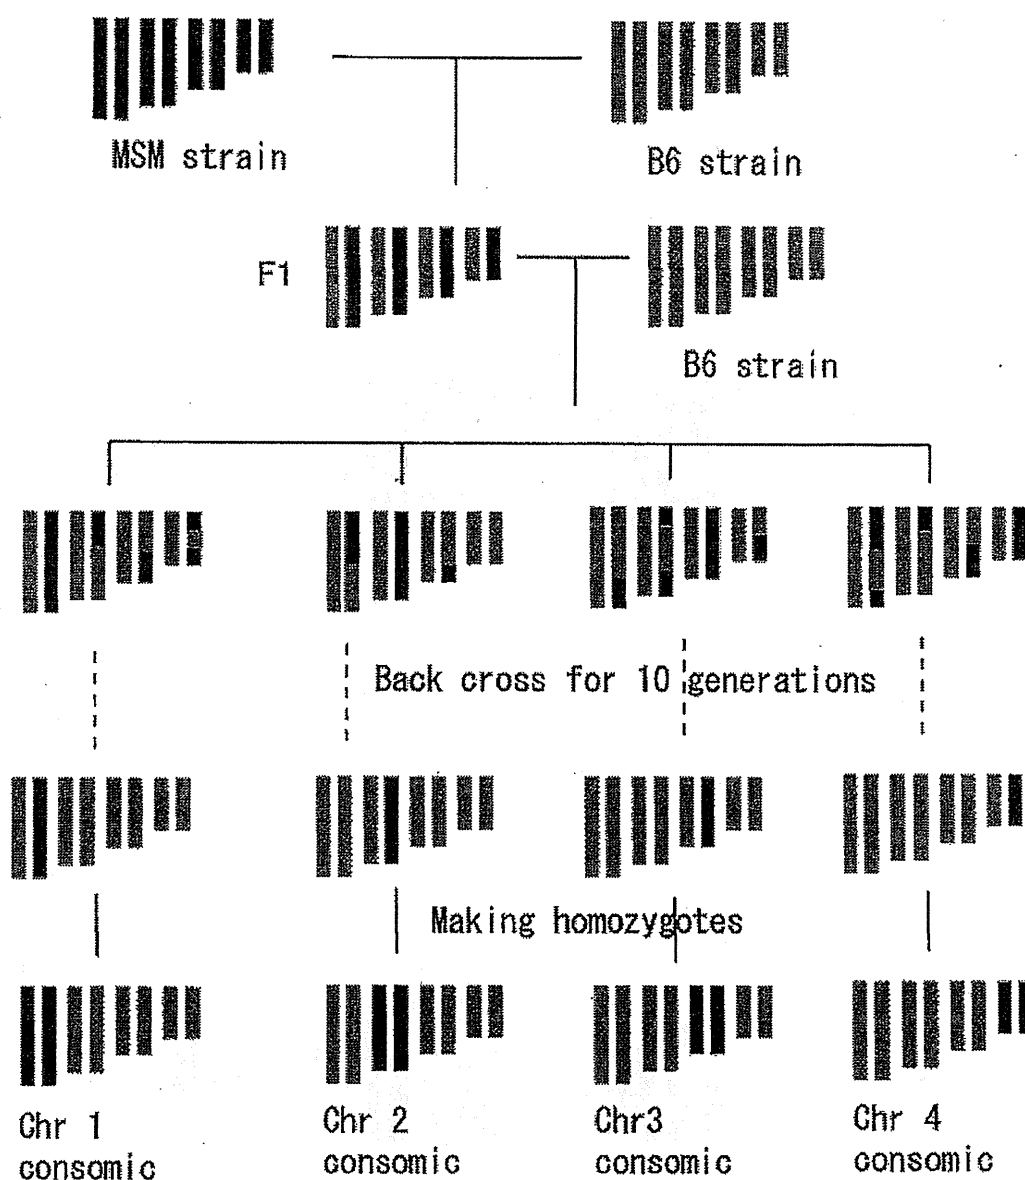 MSM strain
B6 strain
F1
B6 strain
Back cross for 10 generations
Making homozygotes
Chr 1
consomic
Chr 2
consomic
Chr3
consomic
Chr 4
consomic